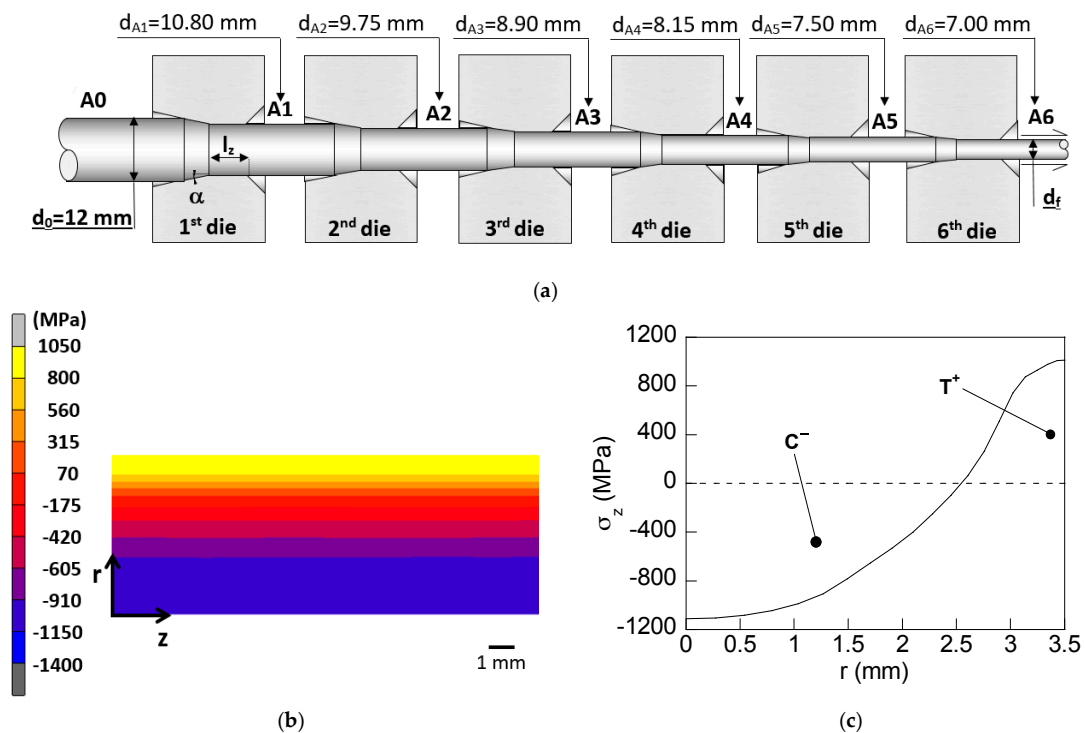 d_A1=10.80 mm d_A2=9.75 mm d_A3=8.90 mm d_A4=8.15 mm d_A5=7.50 mm d_A6=7.00 mm
A0 A1 A2 A3 A4 A5 A6
l_z
α
d_0=12 mm 1st die 2nd die 3rd die 4th die 5th die 6th die d_f
(a)
(MPa)
1050
800
560
315
70
-175
-420
-605
-910
-1150
-1400
r
z
1 mm
(b)
1200
800
400
0
-400
-800
-1200
σ_z (MPa)
C⁻
T⁺
0 0.5 1 1.5 2 2.5 3 3.5
r (mm)
(c)